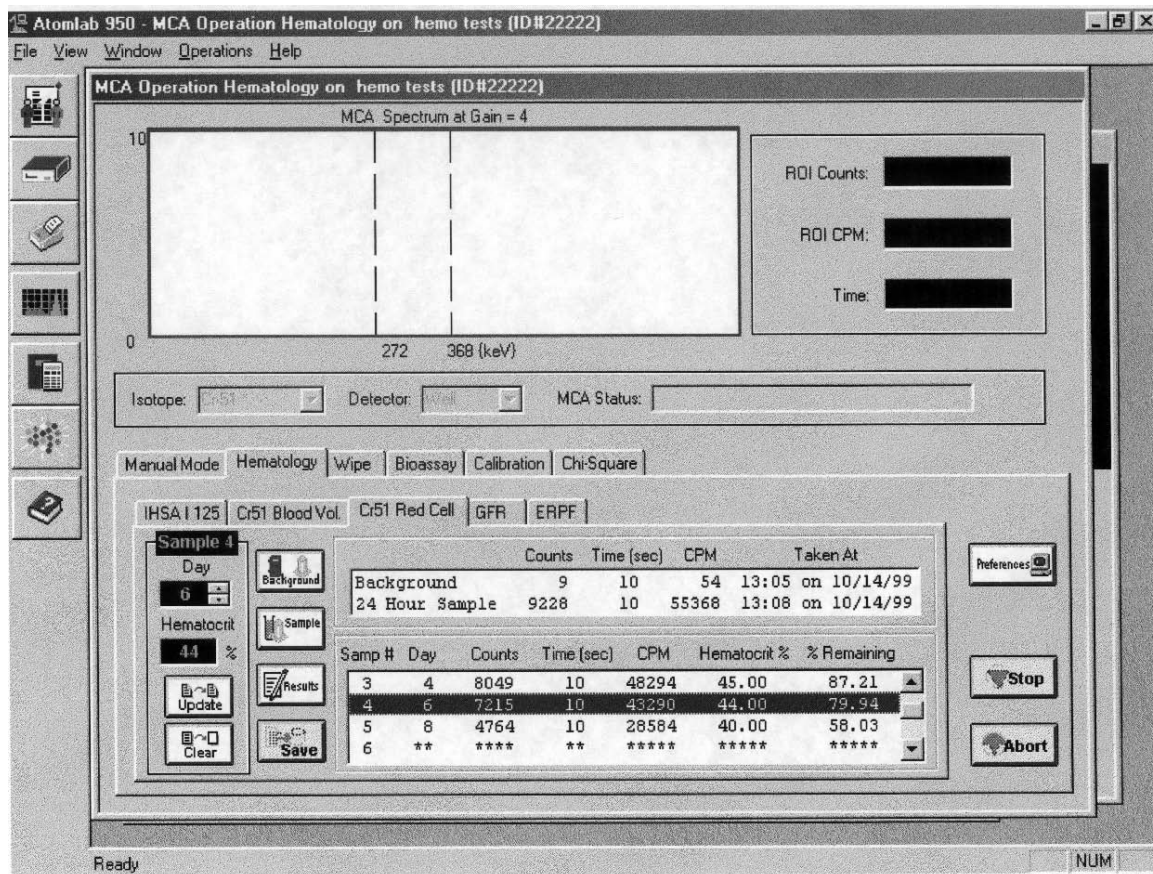 Atomlab 950 - MCA Operation Hematology on hemo tests (ID#22222)
File View Window Operations Help
MCA Operation Hematology on hemo tests (ID#22222)
MCA Spectrum at Gain = 4
10
0
272 368 {keV}
ROI Counts:
ROI CPM:
Time:
Isotope: Cr51 Detector: Well MCA Status:
Manual Mode Hematology Wipe Bioassay Calibration Chi-Square
IHSA I 125 Cr51 Blood Vol. Cr51 Red Cell GFR ERPF
Sample 4
Day
6
Hematocrit
44 %
Update
Clear
Background
Sample
Results
Save
Counts Time (sec) CPM Taken At
Background 9 10 54 13:05 on 10/14/99
24 Hour Sample 9228 10 55368 13:08 on 10/14/99
Samp # Day Counts Time (sec) CPM Hematocrit % % Remaining
3 4 8049 10 48294 45.00 87.21
4 6 7215 10 43290 44.00 79.94
5 8 4764 10 28584 40.00 58.03
6 ** **** ** ***** ***** *****
Preferences
Stop
Abort
Ready NUM